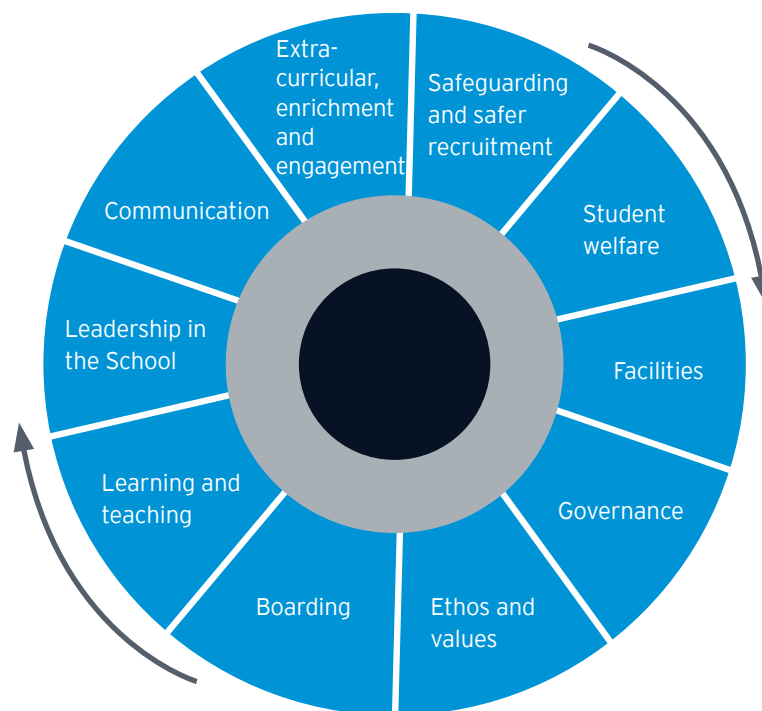 Extra-
curricular,
enrichment
and
engagement
Safeguarding
and safer
recruitment
Student
welfare
Facilities
Governance
Ethos and
values
Boarding
Learning and
teaching
Leadership in
the School
Communication